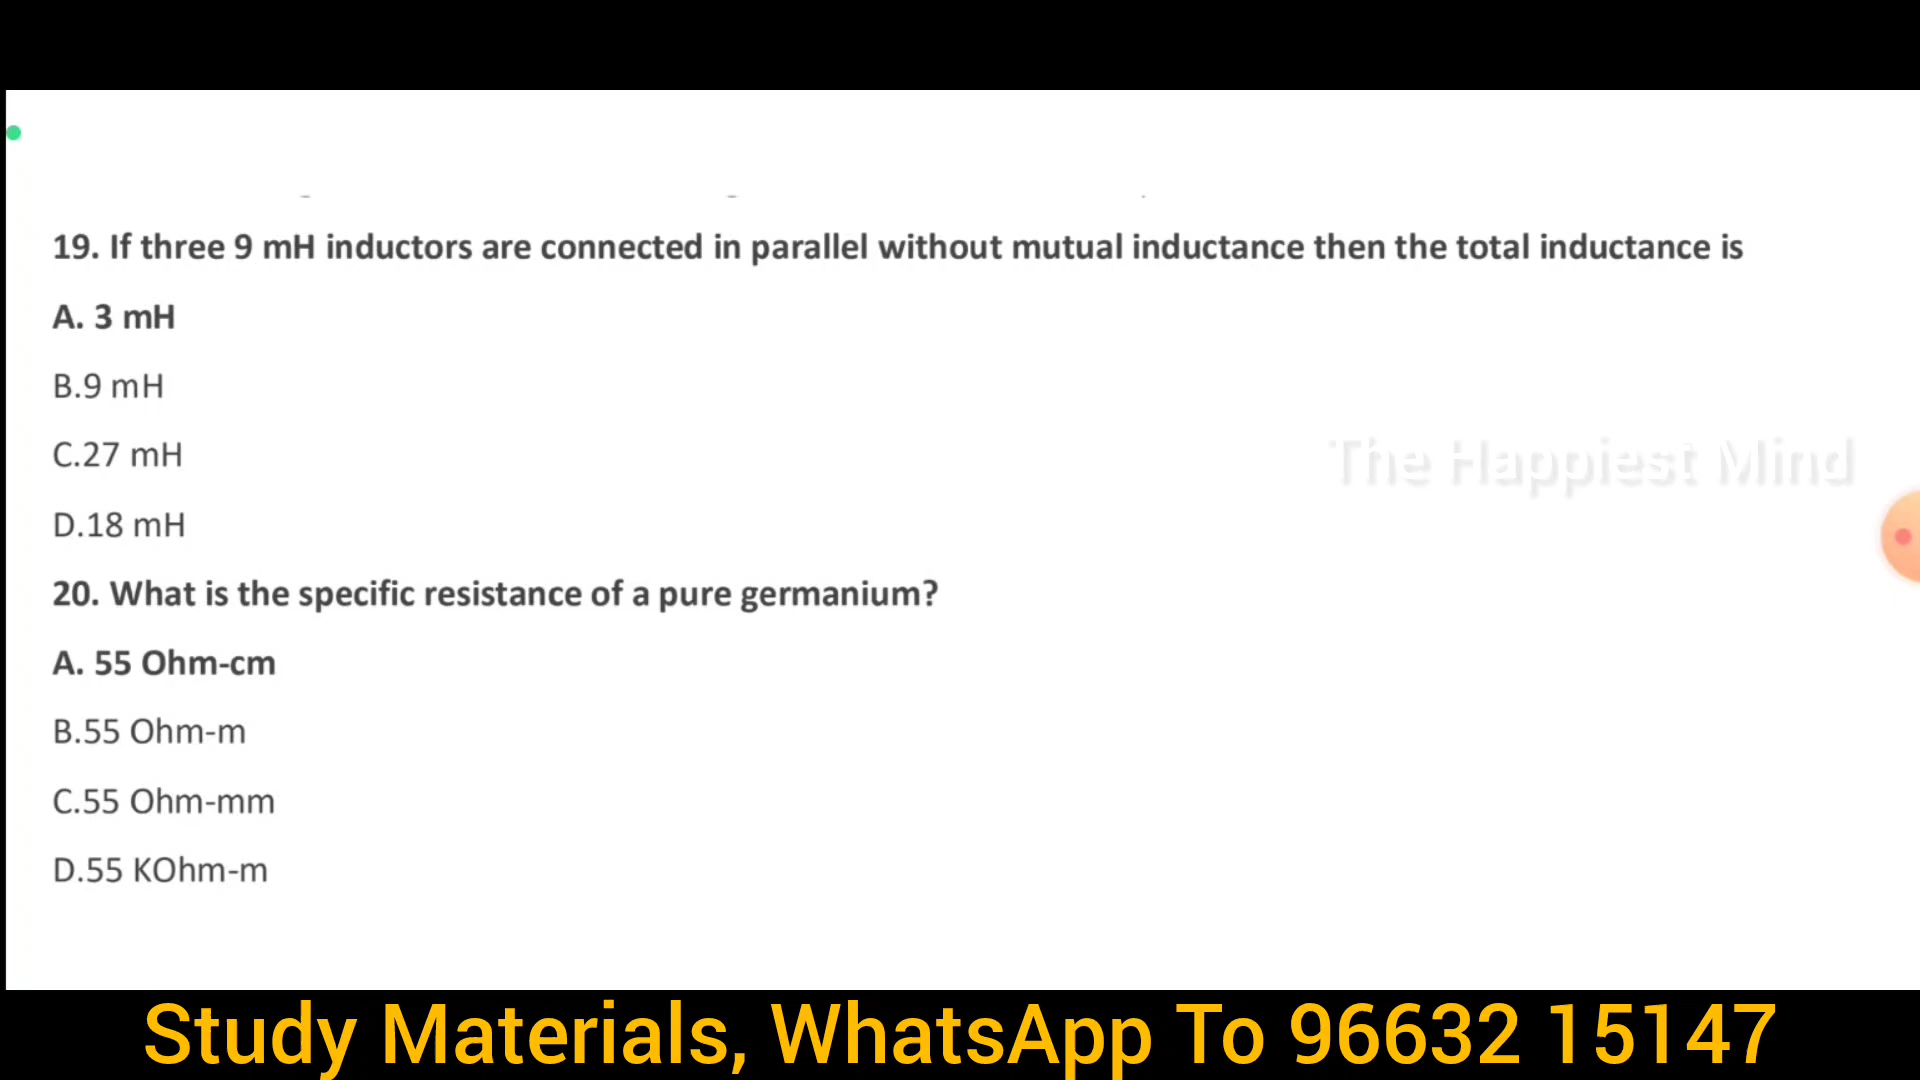 19. If three 9 mH inductors are connected in parallel without mutual inductance then the total inductance is
A. 3 mH
B.9 mH
C.27 mH
The Happiest Mind
D.18 mH
20. What is the specific resistance of a pure germanium?
A. 55 Ohm-cm
B.55 Ohm-m
C.55 Ohm-mm
D.55 KOhm-m
Study Materials, WhatsApp To 96632 15147